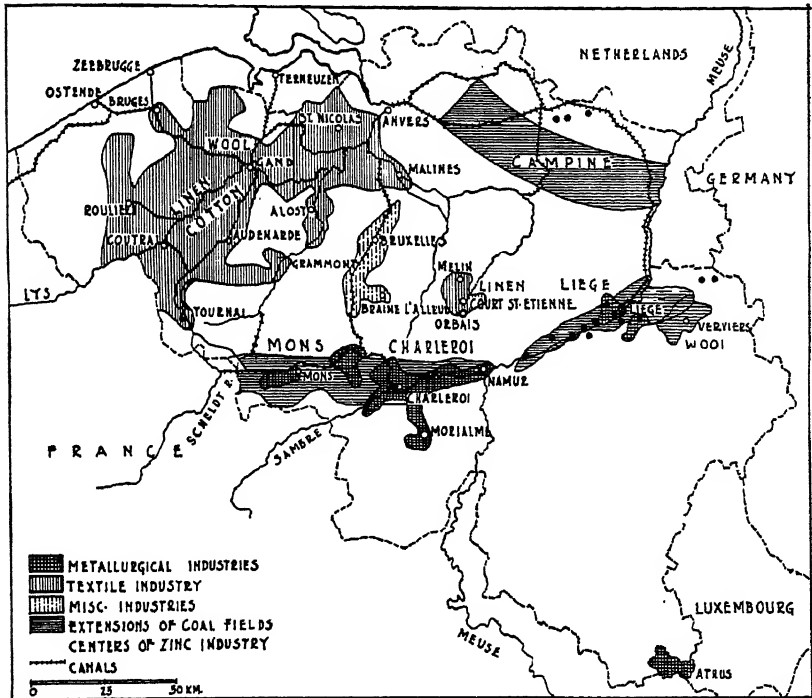 NETHERLANDS
MEUSE
ZEEBRUGGE
OSTENDE
BRUGES
TERNEUZEN
ST. NICOLAS
ANVERS
WOOL
GAND
MALINES
CAMPINE
GERMANY
LINEN
COTTON
ROULIERS
ALOST
COUTRAI
AUDENARDE
BRUXELLES
GRAMMONT
MELIN
LINEN
LIEGE
LYS
TOURNAI
BRAINE L'ALLEUD
COURT ST-ETIENNE
ORBAIS
LIEGE
VERVIERS
WOOL
MONS
CHARLEROI
MONS
NAMUR
CHARLEROI
SCHELDT R.
FRANCE
SAMBRE
MORIALME
METALLURGICAL INDUSTRIES
TEXTILE INDUSTRY
MISC. INDUSTRIES
EXTENSIONS OF COAL FIELDS
CENTERS OF ZINC INDUSTRY
CANALS
0 25 50 KM.
MEUSE
LUXEMBOURG
ATRUS